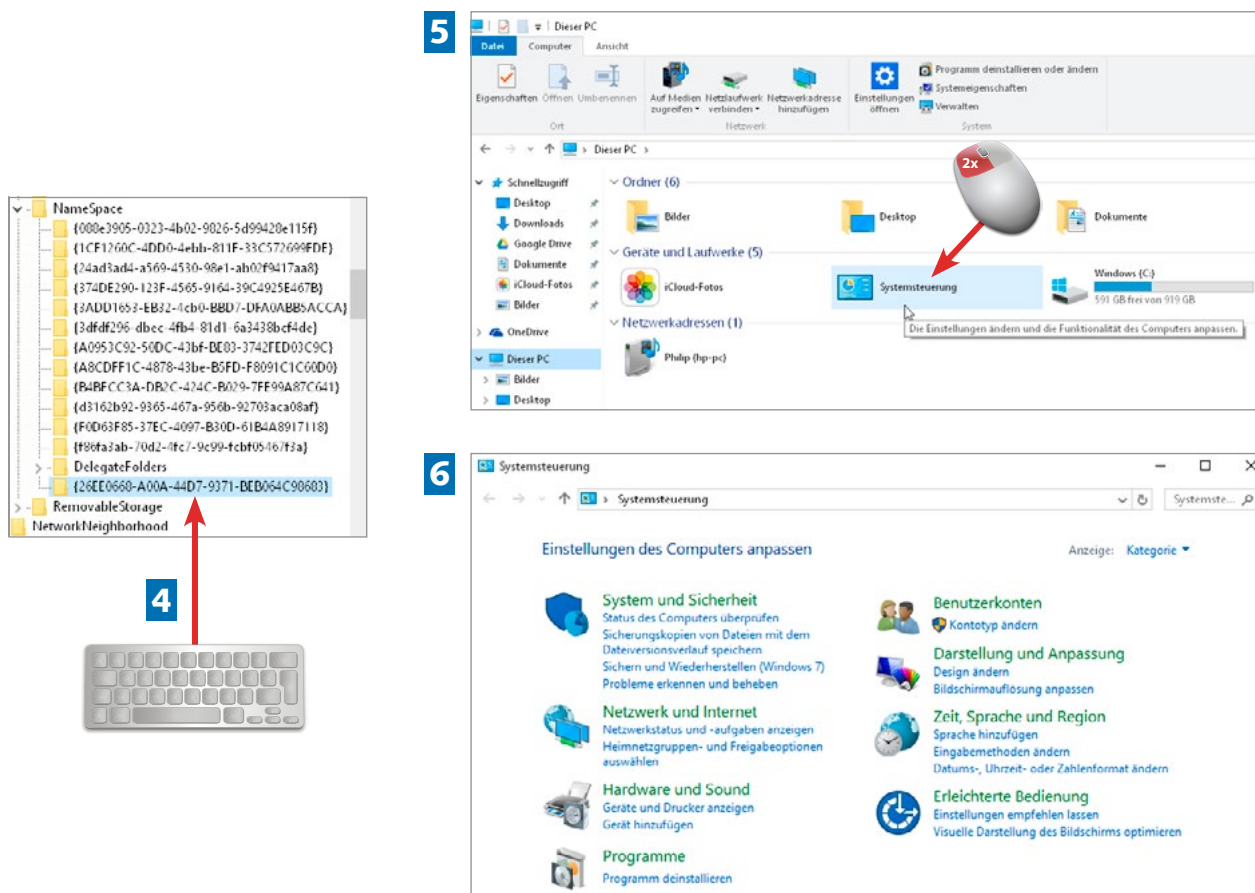 NameSpace
{088e3905-0323-4b02-9826-5d99428e115f}
{1CF1260C-4DD0-4ebb-811F-33C572699FDE}
{24ad3ad4-a569-4530-98e1-ab02f9417aa8}
{374DE290-123F-4565-9164-39C4925E467B}
{3ADD1653-EB32-4cb0-BBD7-DFA0ABB5ACCA}
{3dfdf296-dbec-4fb4-81d1-6a3438bcf4de}
{A0953C92-50DC-43bf-BE83-3742FED03C9C}
{A8CDFF1C-4878-43be-B5FD-F8091C1C60D0}
{B4BFCC3A-DB2C-424C-B029-7FE99A87C641}
{d3162b92-9365-467a-956b-92703aca08af}
{F0D63F85-37EC-4097-B30D-61B4A8917118}
{f86fa3ab-70d2-4fc7-9c99-fcbf05467f3a}
DelegateFolders
{26EE0668-A00A-44D7-9371-BEB064C98683}
RemovableStorage
NetworkNeighborhood
4
5
Dieser PC
Datei Computer Ansicht
Eigenschaften Öffnen Umbenennen Auf Medien zugreifen Netzlaufwerk verbinden Netzwerkadresse hinzufügen Einstellungen öffnen
Programm deinstallieren oder ändern
Systemeigenschaften
Verwalten
Ort Netzwerk System
Dieser PC
2x
Schnellzugriff
Desktop
Downloads
Google Drive
Dokumente
iCloud-Fotos
Bilder
OneDrive
Dieser PC
Bilder
Desktop
Ordner (6)
Bilder Desktop Dokumente
Geräte und Laufwerke (5)
iCloud-Fotos Systemsteuerung Windows (C:)
591 GB frei von 919 GB
Die Einstellungen ändern und die Funktionalität des Computers anpassen.
Netzwerkadressen (1)
Philip (hp-pc)
6
Systemsteuerung
Systemsteuerung Systemste...
Einstellungen des Computers anpassen Anzeige: Kategorie
System und Sicherheit
Status des Computers überprüfen
Sicherungskopien von Dateien mit dem
Dateiversionsverlauf speichern
Sichern und Wiederherstellen (Windows 7)
Probleme erkennen und beheben
Netzwerk und Internet
Netzwerkstatus und -aufgaben anzeigen
Heimnetzgruppen- und Freigabeoptionen
auswählen
Hardware und Sound
Geräte und Drucker anzeigen
Gerät hinzufügen
Programme
Programm deinstallieren
Benutzerkonten
Kontotyp ändern
Darstellung und Anpassung
Design ändern
Bildschirmauflösung anpassen
Zeit, Sprache und Region
Sprache hinzufügen
Eingabemethoden ändern
Datums-, Uhrzeit- oder Zahlenformat ändern
Erleichterte Bedienung
Einstellungen empfehlen lassen
Visuelle Darstellung des Bildschirms optimieren